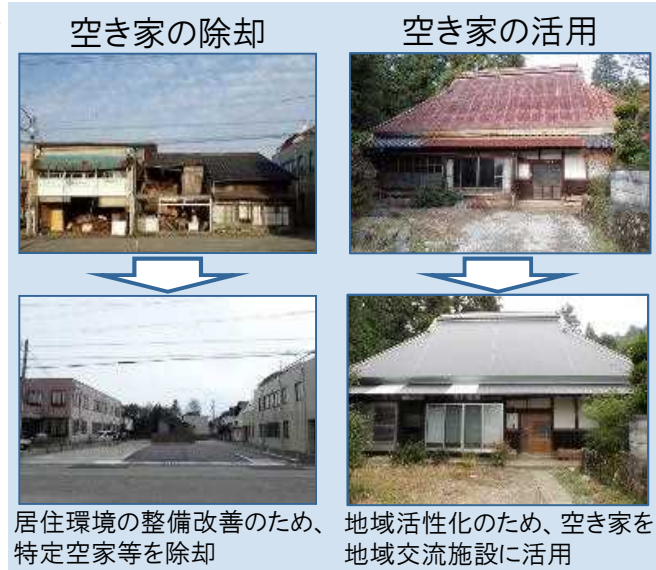 空き家の除却
居住環境の整備改善のため、
特定空家等を除却
空き家の活用
地域活性化のため、空き家を
地域交流施設に活用